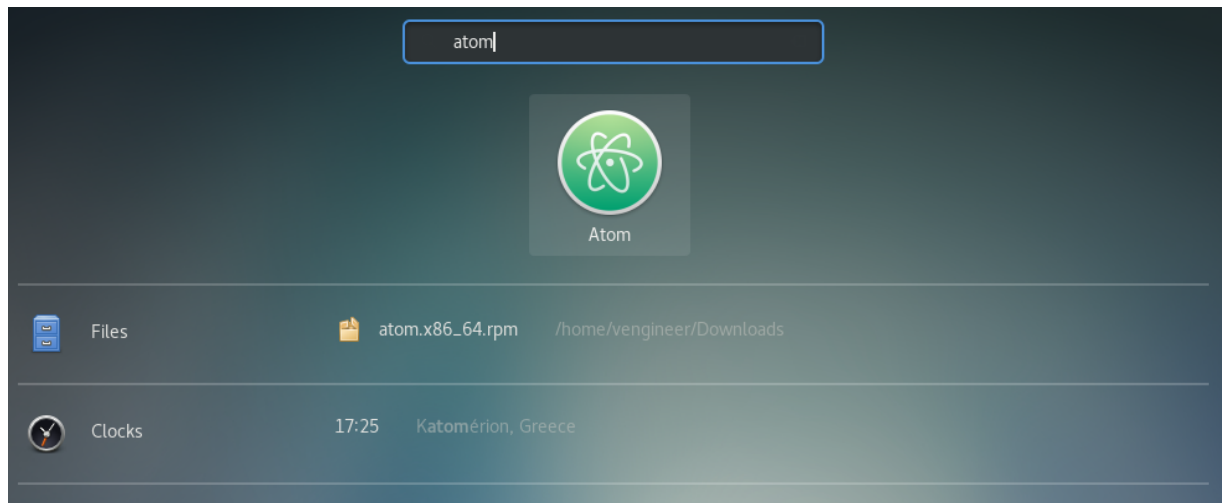 atom
Atom
Files atom.x86_64.rpm /home/vengineer/Downloads
Clocks 17:25 Katomérion, Greece